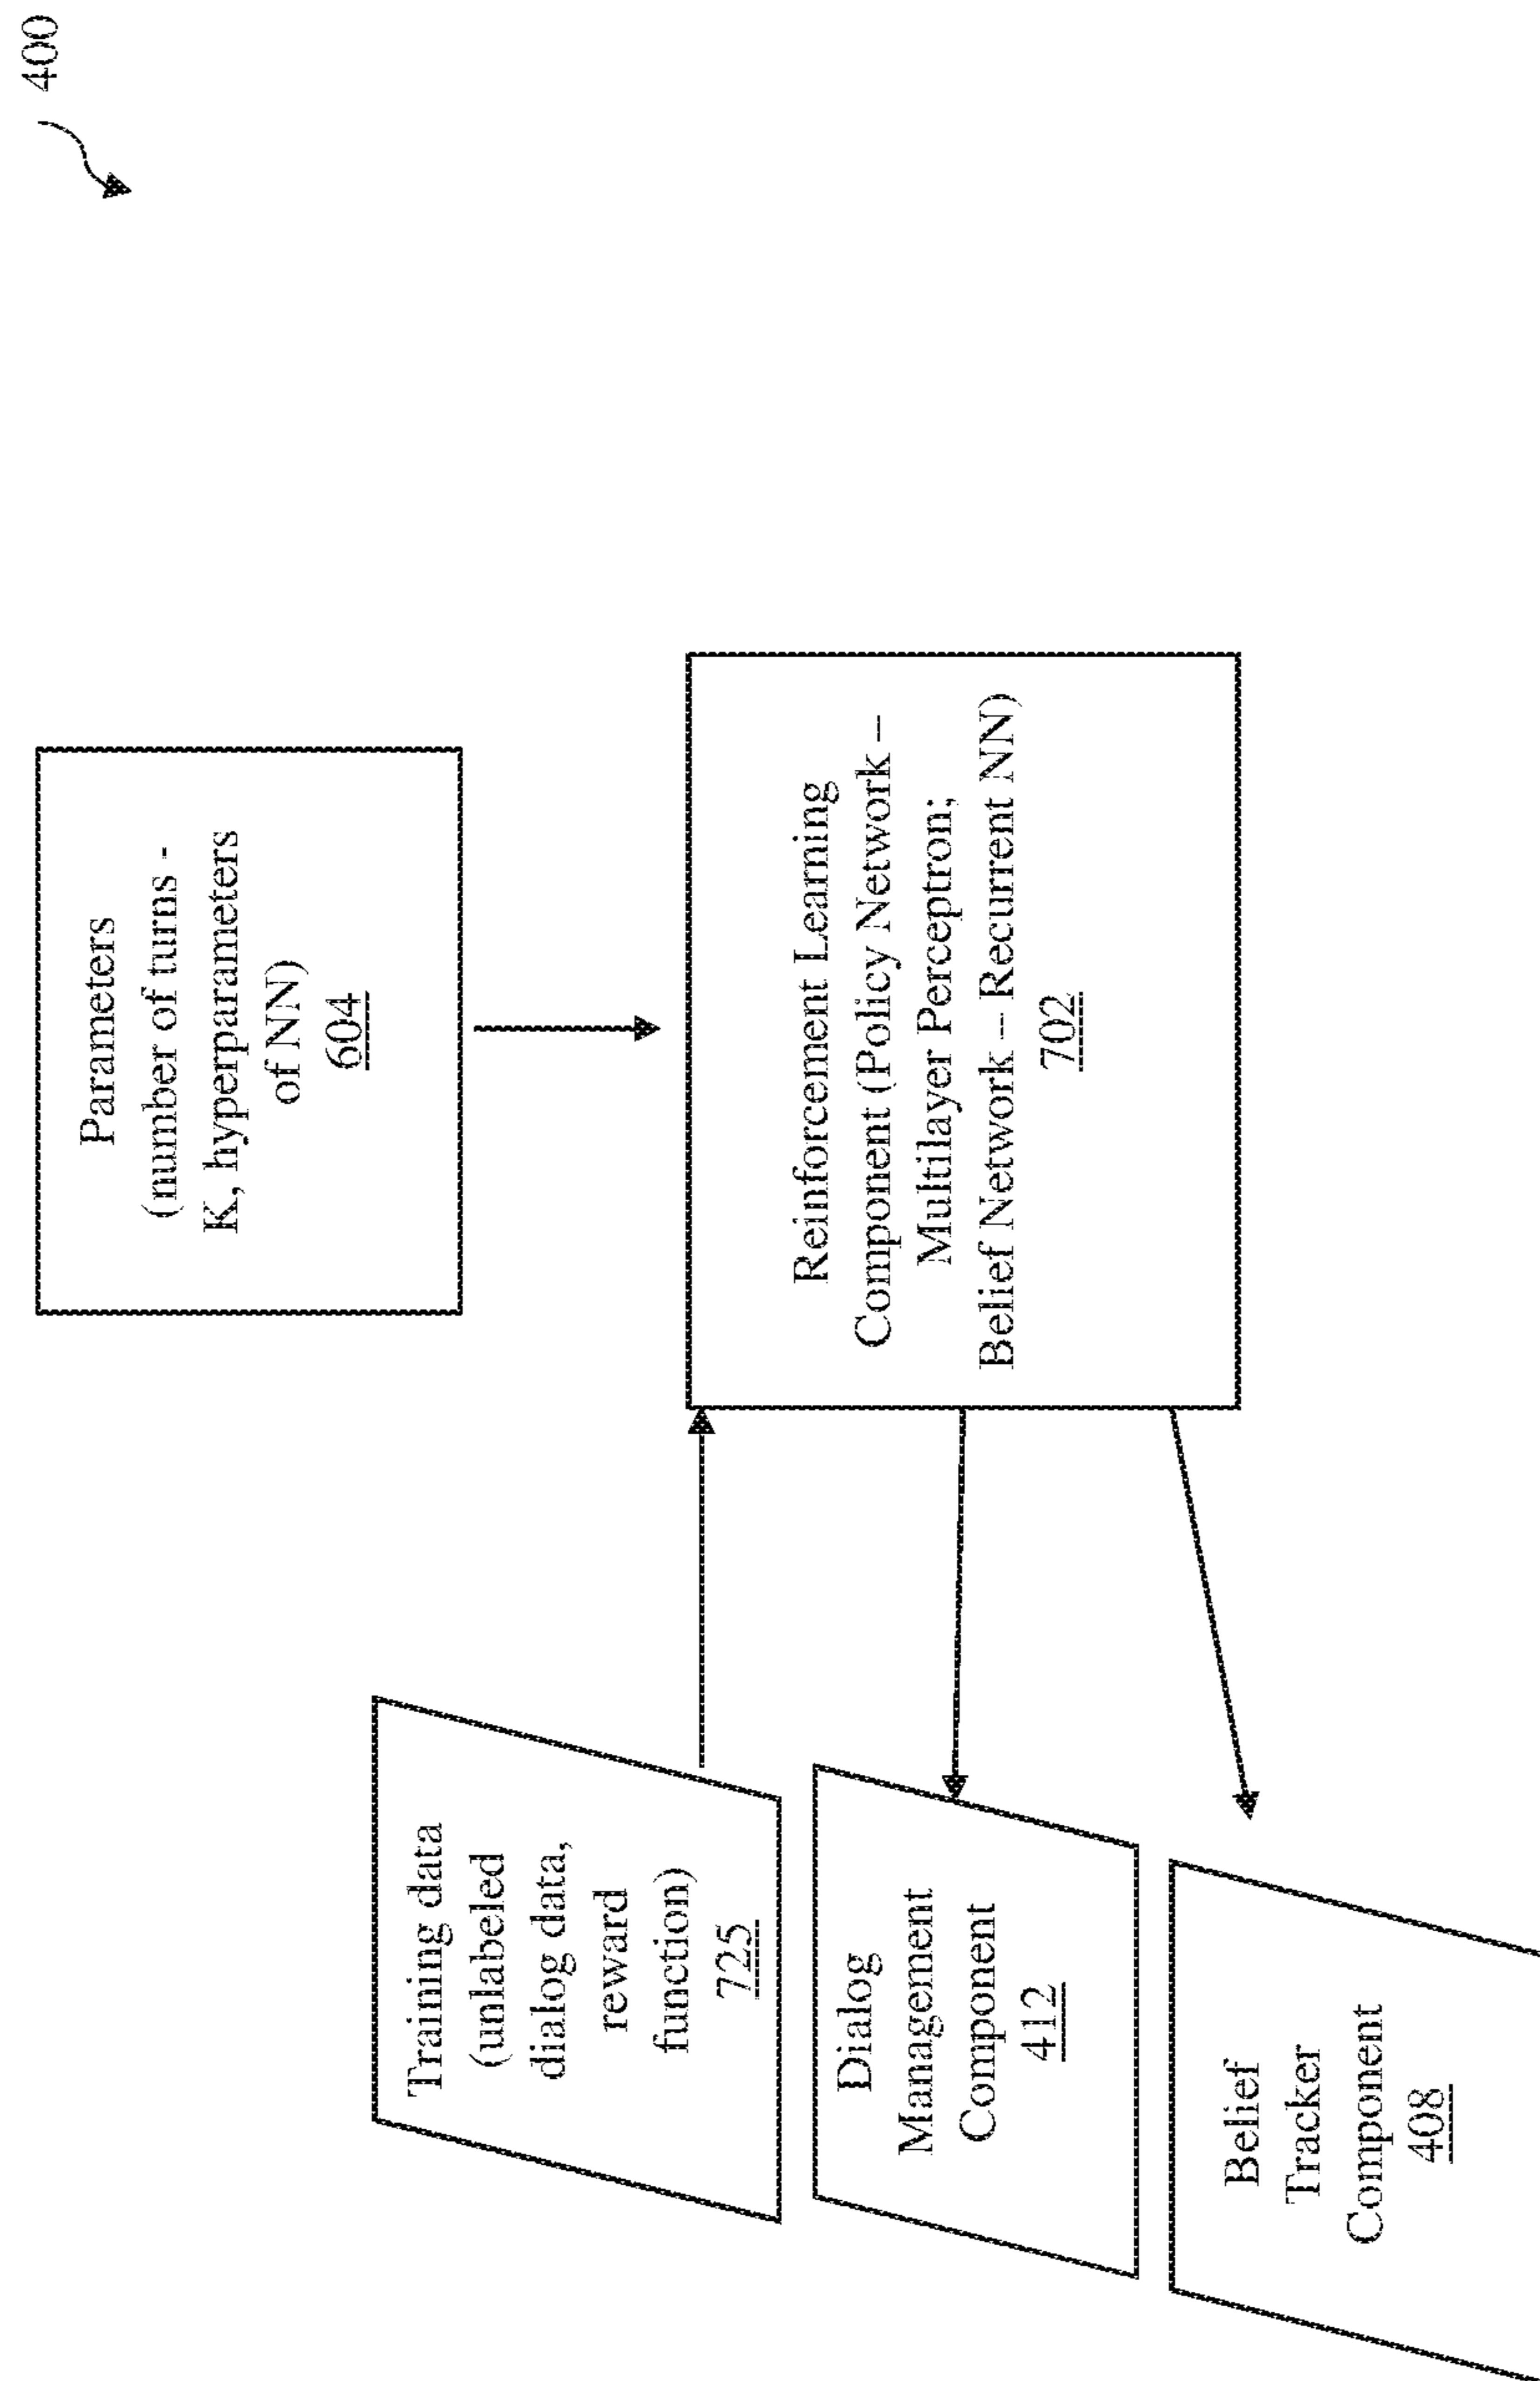 400
Parameters
(number of turns -
K, hyperparameters
of NN)
604
Reinforcement Learning
Component (Policy Network –
Multilayer Perceptron;
Belief Network – Recurrent NN)
702
Training data
(unlabeled
dialog data,
reward
function)
725
Dialog
Management
Component
412
Belief
Tracker
Component
408